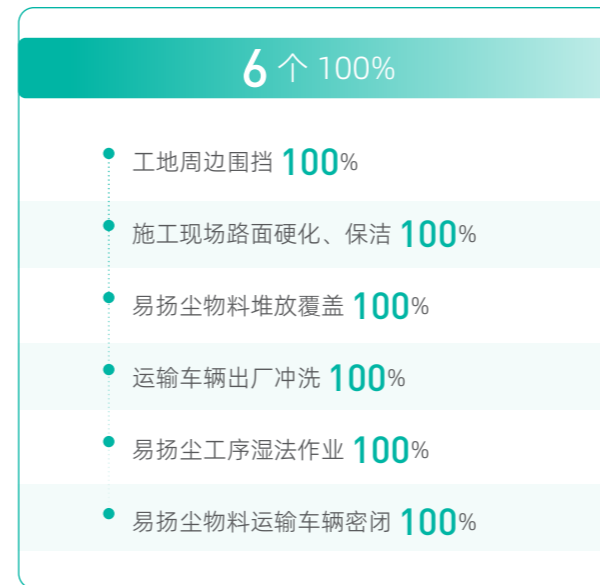 6 个 100%
工地周边围挡 100%
施工现场路面硬化、保洁 100%
易扬尘物料堆放覆盖 100%
运输车辆出厂冲洗 100%
易扬尘工序湿法作业 100%
易扬尘物料运输车辆密闭 100%